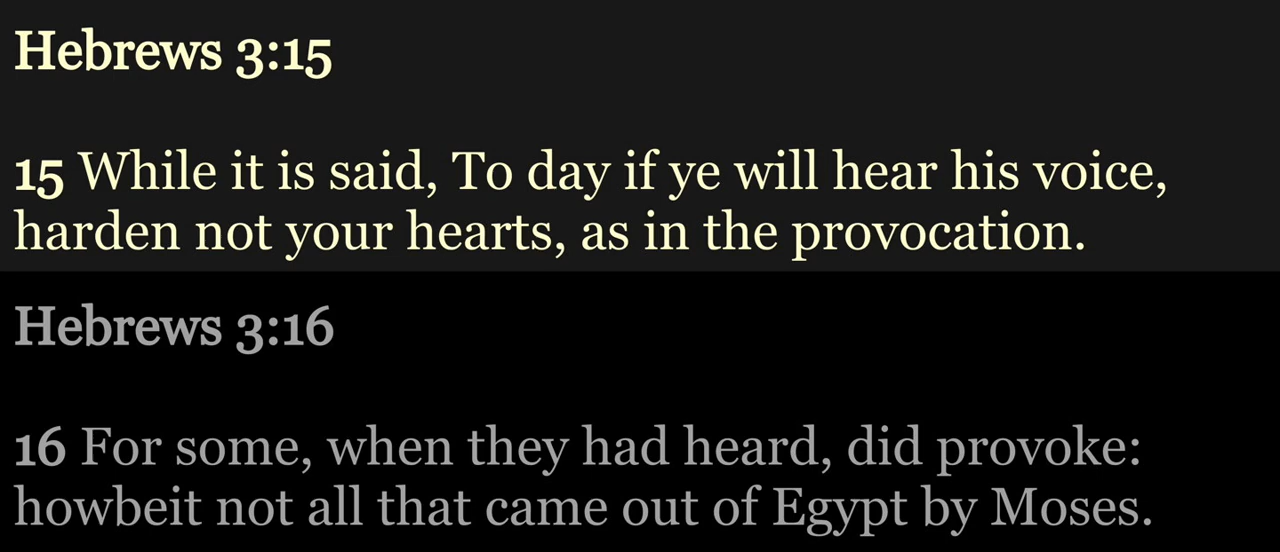 Hebrews 3:15
15 While it is said, To day if ye will hear his voice,
harden not your hearts, as in the provocation.
Hebrews 3:16
16 For some, when they had heard, did provoke:
howbeit not all that came out of Egypt by Moses.